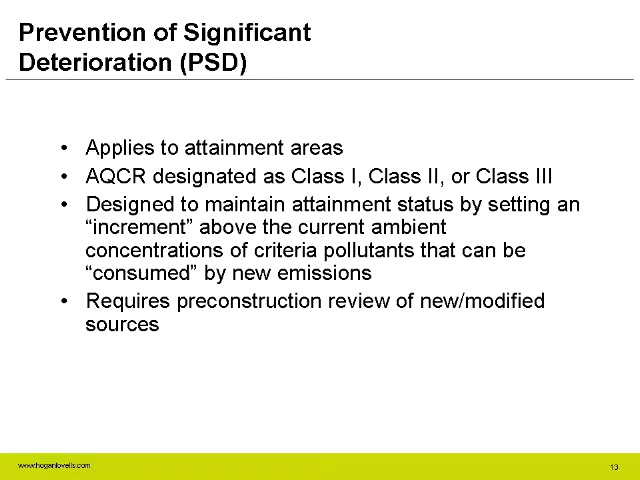 Prevention of Significant
Deterioration (PSD)
• Applies to attainment areas
• AQCR designated as Class I, Class II, or Class III
• Designed to maintain attainment status by setting an
“increment” above the current ambient
concentrations of criteria pollutants that can be
“consumed” by new emissions
• Requires preconstruction review of new/modified
sources
www.hoganlovells.com
13